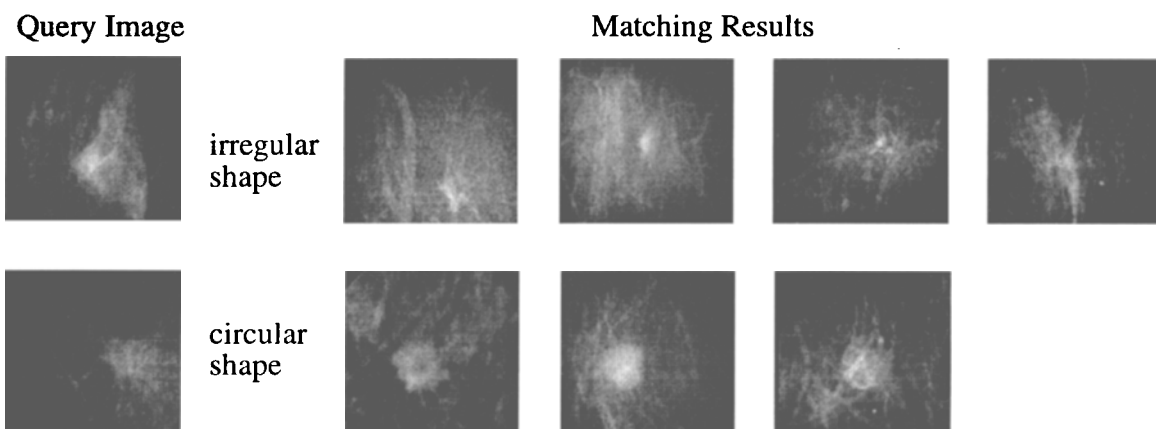 Query Image
Matching Results
irregular
shape
circular
shape